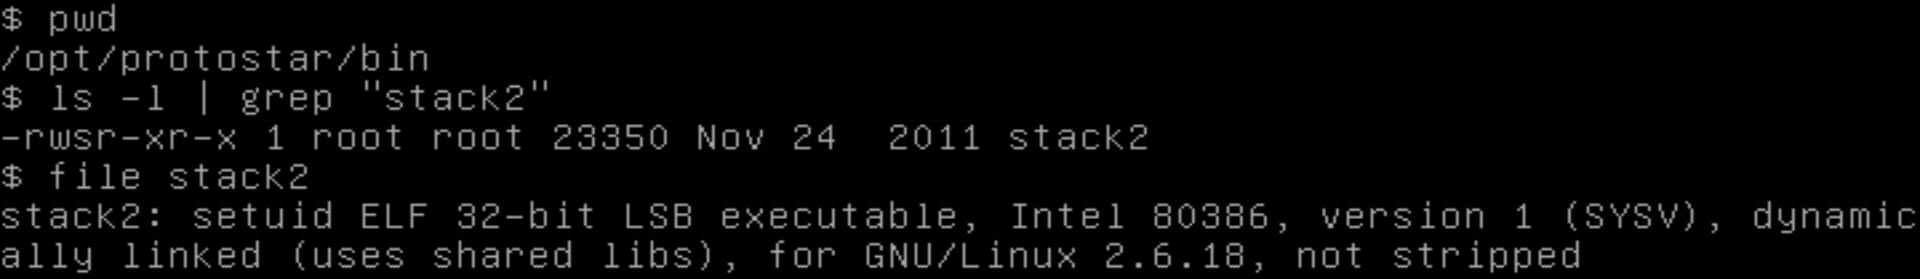 $ pwd
/opt/protostar/bin
$ ls -l | grep "stack2"
-rwsr-xr-x 1 root root 23350 Nov 24  2011 stack2
$ file stack2
stack2: setuid ELF 32-bit LSB executable, Intel 80386, version 1 (SYSV), dynamic
ally linked (uses shared libs), for GNU/Linux 2.6.18, not stripped